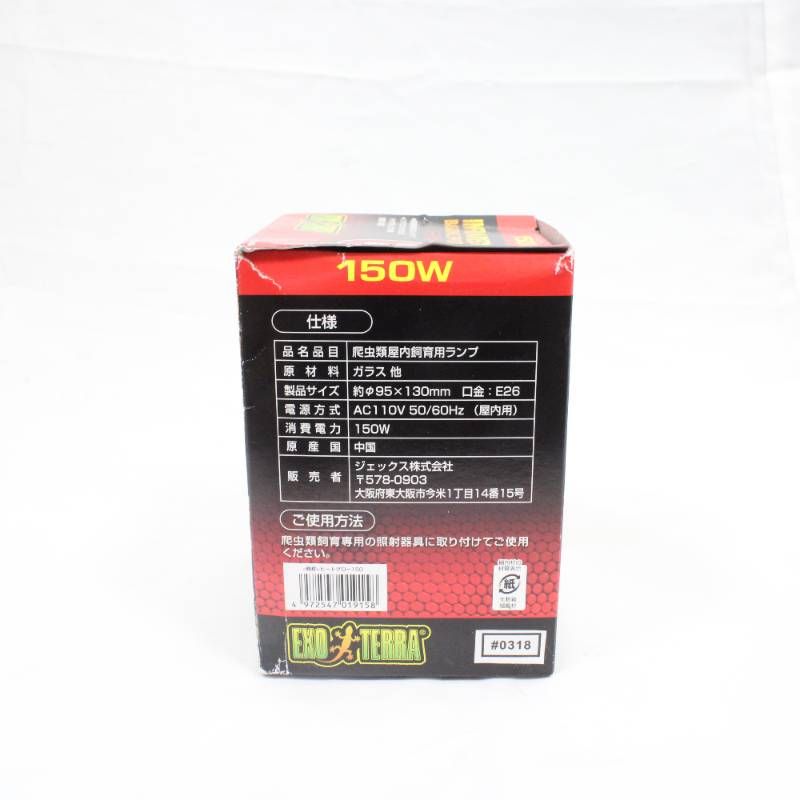 150W
仕様
品名品目 爬虫類屋内飼育用ランプ
原材料 ガラス 他
製品サイズ 約φ95×130mm 口金：E26
電源方式 AC110V 50/60Hz （屋内用）
消費電力 150W
原産国 中国
販売者 ジェックス株式会社
〒578-0903
大阪府東大阪市今米1丁目14番15号
ご使用方法
爬虫類飼育専用の照射器具に取り付けてご使用
ください。
4 972547 019158
紙
EXO TERRA®
#0318